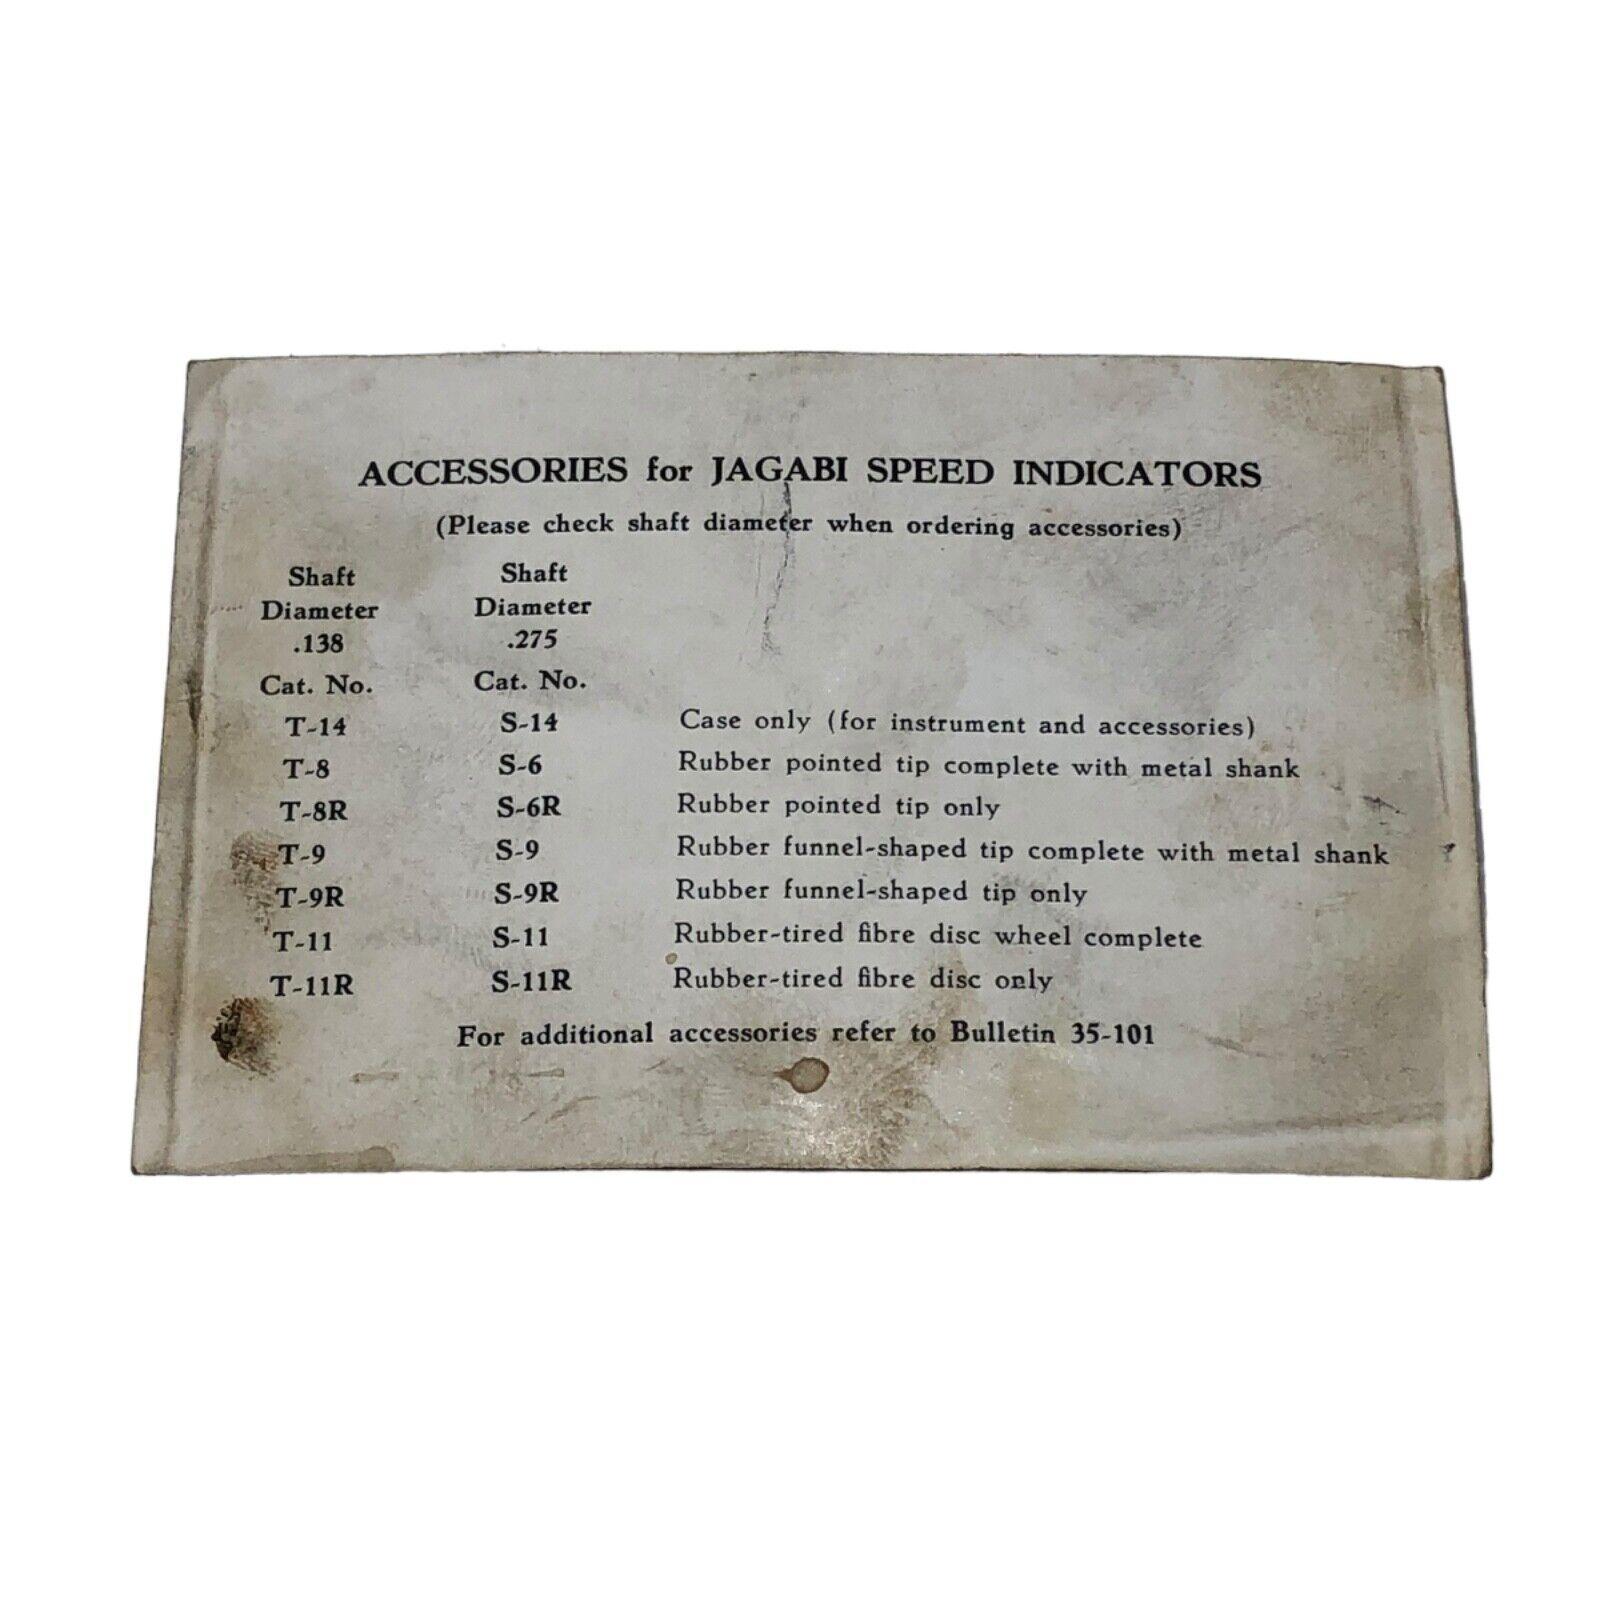 ACCESSORIES for JAGABI SPEED INDICATORS
(Please check shaft diameter when ordering accessories)
Shaft Shaft
Diameter Diameter
.138 .275
Cat. No. Cat. No.
T-14 S-14 Case only (for instrument and accessories)
T-8 S-6 Rubber pointed tip complete with metal shank
T-8R S-6R Rubber pointed tip only
T-9 S-9 Rubber funnel-shaped tip complete with metal shank
T-9R S-9R Rubber funnel-shaped tip only
T-11 S-11 Rubber-tired fibre disc wheel complete
T-11R S-11R Rubber-tired fibre disc only
For additional accessories refer to Bulletin 35-101